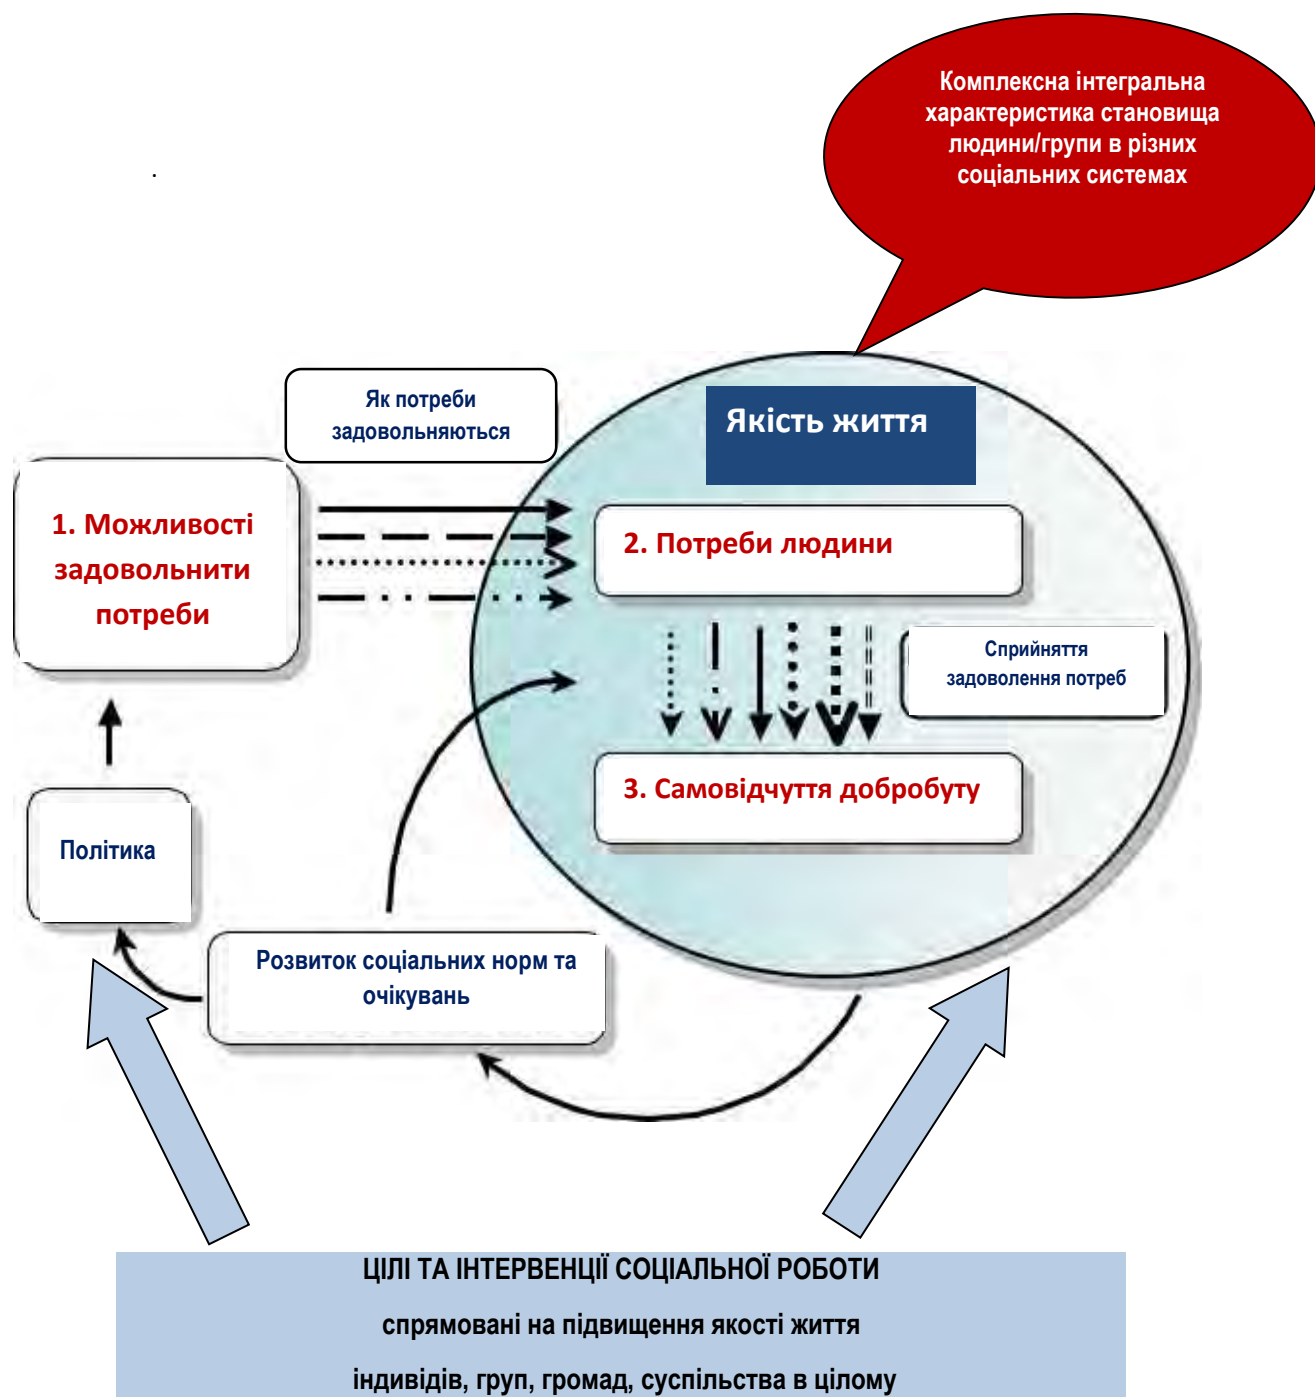 Комплексна інтегральна
характеристика становища
людини/групи в різних
соціальних системах
Як потреби
задовольняються
Якість життя
1. Можливості
задовольнити
потреби
2. Потреби людини
Сприйняття
задоволення потреб
3. Самовідчуття добробуту
Політика
Розвиток соціальних норм та
очікувань
ЦІЛІ ТА ІНТЕРВЕНЦІЇ СОЦІАЛЬНОЇ РОБОТИ
спрямовані на підвищення якості життя
індивідів, груп, громад, суспільства в цілому